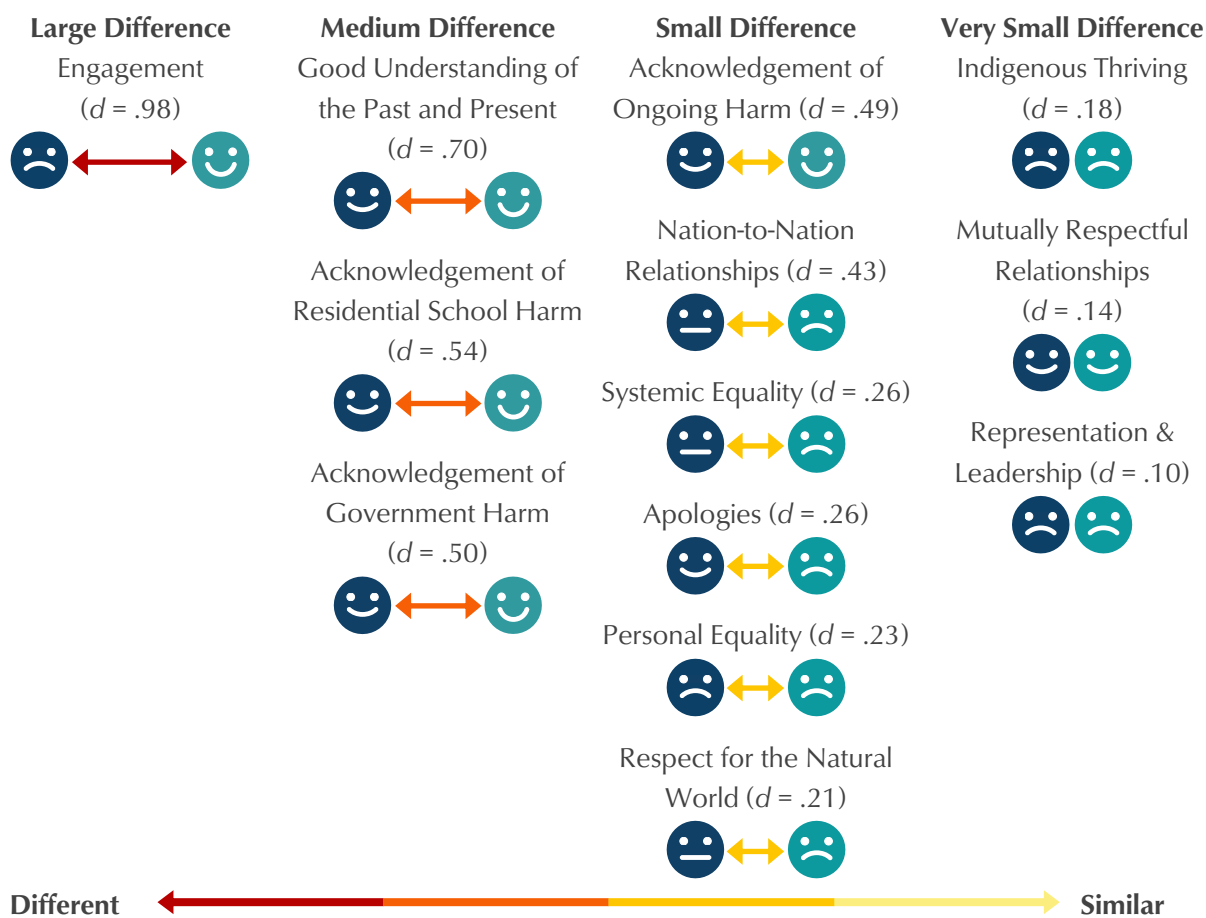 Large Difference
Engagement
(d = .98)
Medium Difference
Good Understanding of
the Past and Present
(d = .70)
Acknowledgement of
Residential School Harm
(d = .54)
Acknowledgement of
Government Harm
(d = .50)
Small Difference
Acknowledgement of
Ongoing Harm (d = .49)
Nation-to-Nation
Relationships (d = .43)
Systemic Equality (d = .26)
Apologies (d = .26)
Personal Equality (d = .23)
Respect for the Natural
World (d = .21)
Very Small Difference
Indigenous Thriving
(d = .18)
Mutually Respectful
Relationships
(d = .14)
Representation &
Leadership (d = .10)
Different
Similar